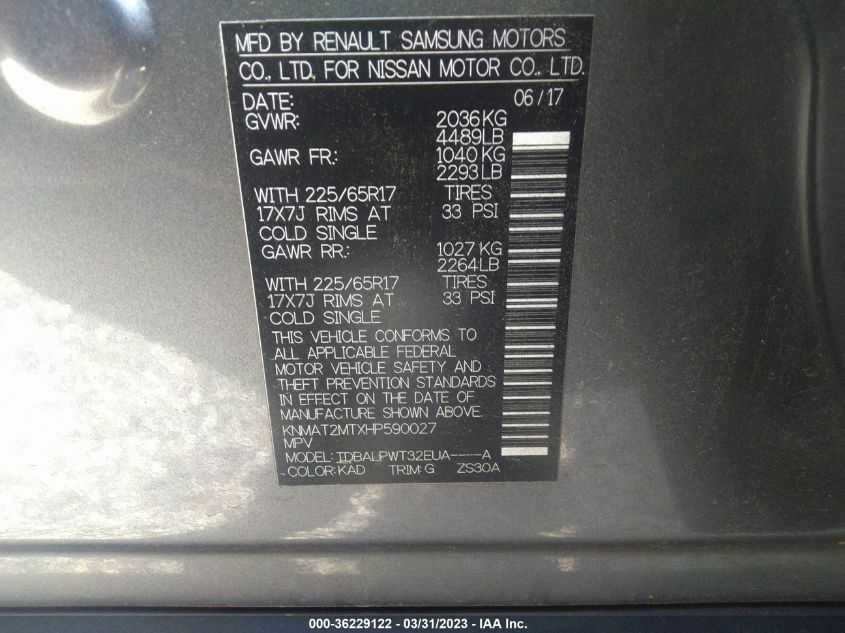 MFD BY RENAULT SAMSUNG MOTORS
CO., LTD, FOR NISSAN MOTOR CO., LTD.
DATE: 06/17
GVWR: 2036KG
4489LB
GAWR FR: 1040KG
2293LB
WITH 225/65R17 TIRES
17X7J RIMS AT 33 PSI
COLD SINGLE
GAWR RR: 1027KG
2264LB
WITH 225/65R17 TIRES
17X7J RIMS AT 33 PSI
COLD SINGLE
THIS VEHICLE CONFORMS TO
ALL APPLICABLE FEDERAL
MOTOR VEHICLE SAFETY AND
THEFT PREVENTION STANDARDS
IN EFFECT ON THE DATE OF
MANUFACTURE SHOWN ABOVE.
KNMAT2MTXHP590027
MPV
MODEL: IDBALPWT32EUA----A
COLOR: KAD TRIM: G ZS30A
000-36229122 - 03/31/2023 - IAA Inc.